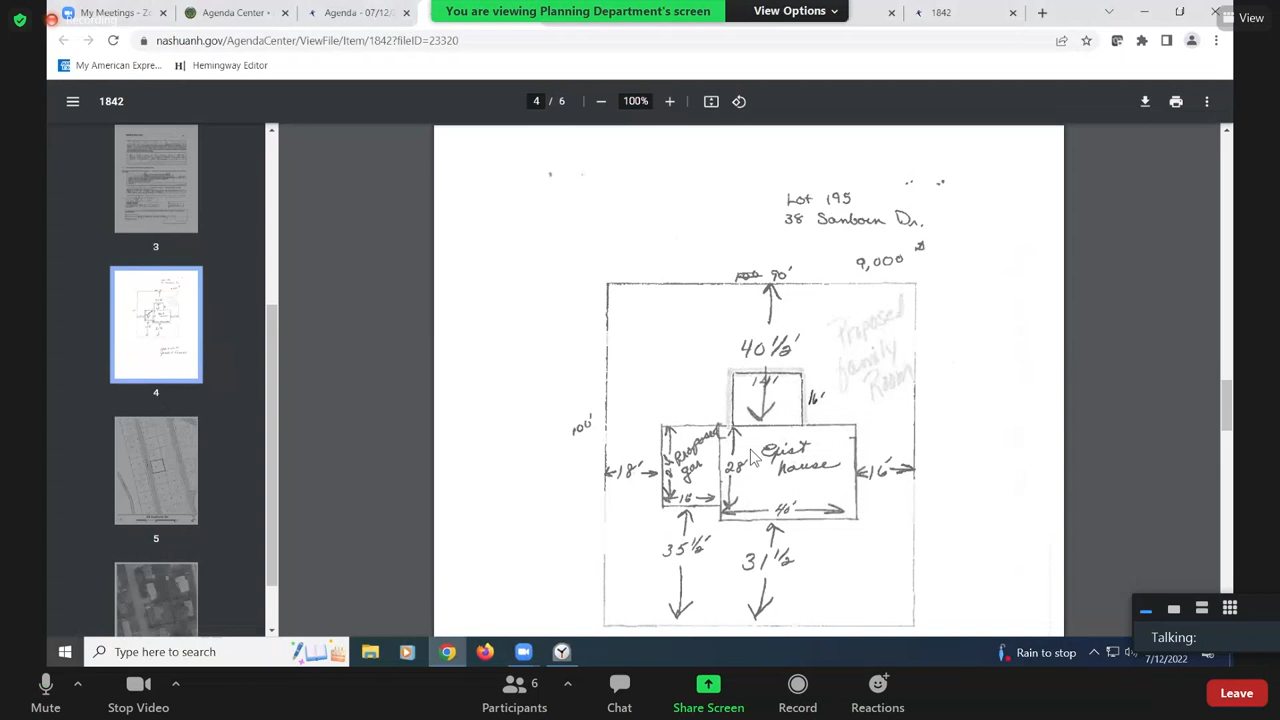 Recording
My Meetings - Zo
Agenda Center •
Agenda - 07/12/
You are viewing Planning Department's screen
View Options
1842
View
nashuanh.gov/AgendaCenter/ViewFile/Item/1842?fileID=23320
My American Expre...
H| Hemingway Editor
1842
4 / 6
100%
3
4
5
Lot 195
38 Sanborn Dr.
9,000
90'
Proposed
family
Room
40 1/2'
14'
16'
100'
Proposed
gar
Exist
house
28'
18'
16'
16'
40'
35 1/2'
31 1/2
Talking:
Type here to search
Rain to stop
7/12/2022
Mute
Stop Video
6
Participants
Chat
Share Screen
Record
Reactions
Leave